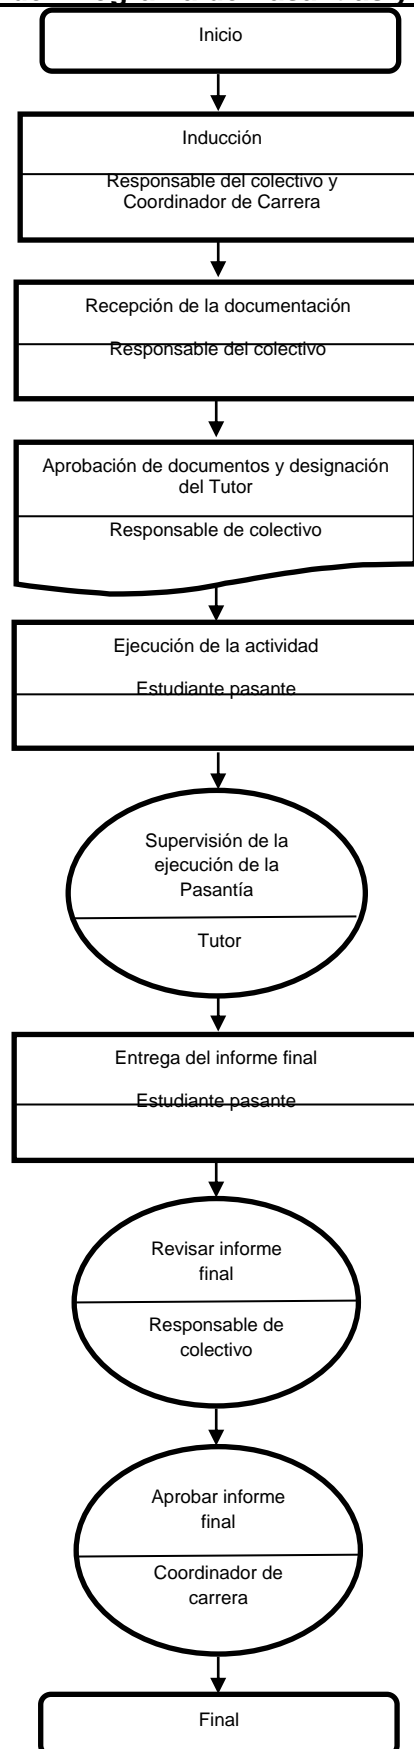 Inicio
Inducción
Responsable del colectivo y
Coordinador de Carrera
Recepción de la documentación
Responsable del colectivo
Aprobación de documentos y designación
del Tutor
Responsable de colectivo
Ejecución de la actividad
Estudiante pasante
Supervisión de la
ejecución de la
Pasantía
Tutor
Entrega del informe final
Estudiante pasante
Revisar informe
final
Responsable de
colectivo
Aprobar informe
final
Coordinador de
carrera
Final